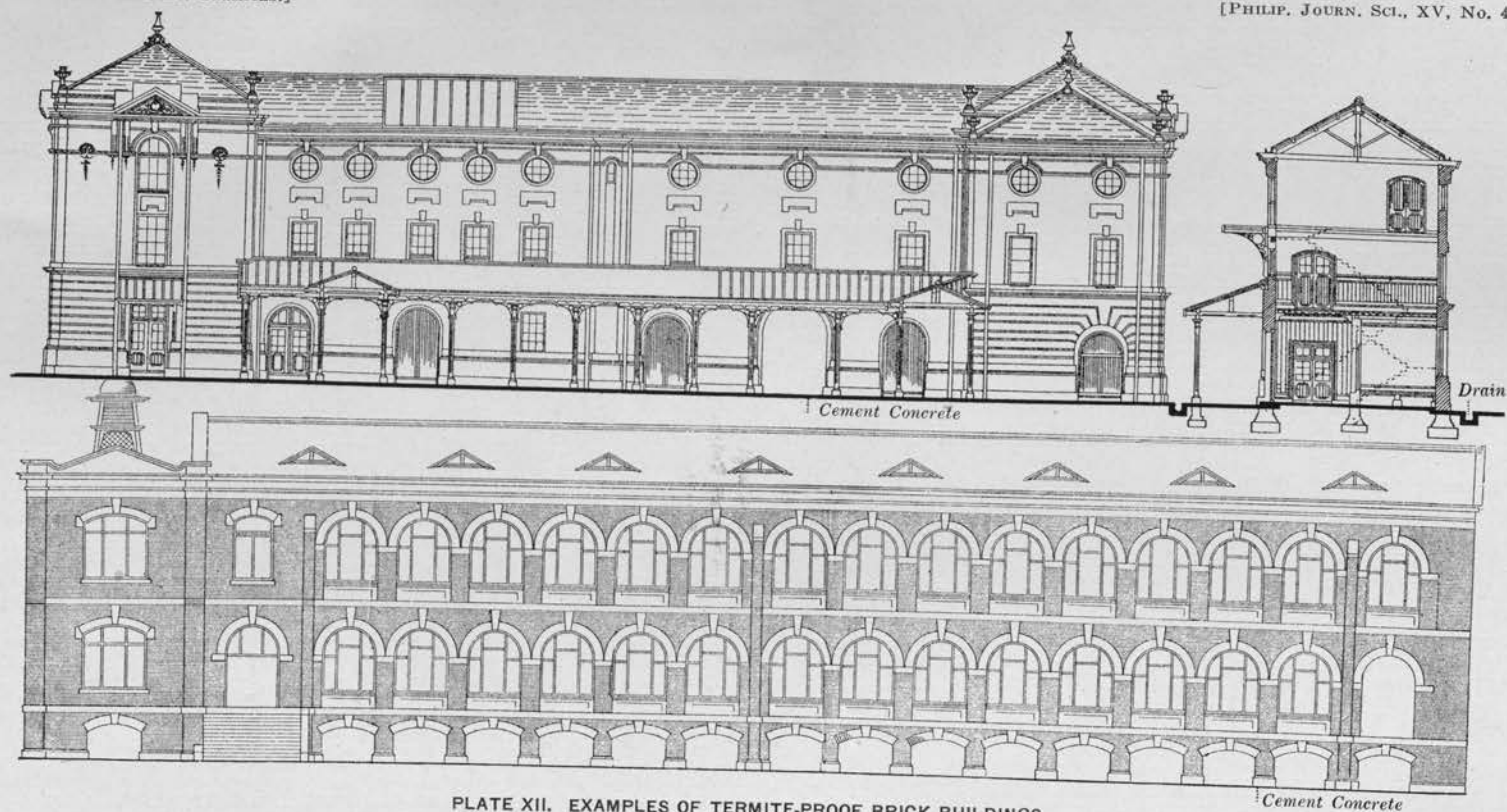 [PHILIP. JOURN. SCI., XV, No. 4
Cement Concrete
Drain
Cement Concrete
PLATE XII. EXAMPLES OF TERMITE-PROOF BRICK BUILDINGS